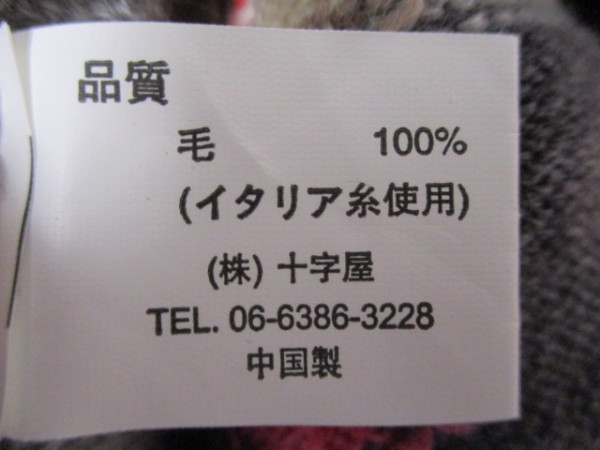 品質
毛 100%
(イタリア糸使用)
(株) 十字屋
TEL. 06-6386-3228
中国製